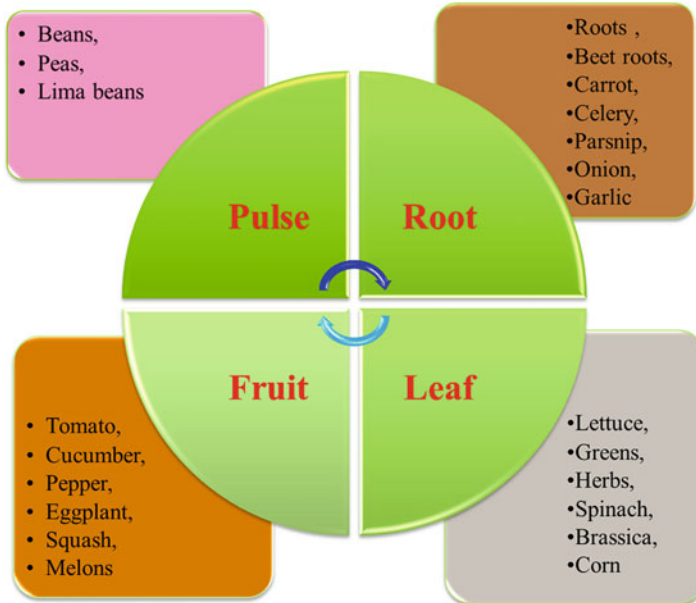 • Beans,
• Peas,
• Lima beans
•Roots ,
•Beet roots,
•Carrot,
•Celery,
•Parsnip,
•Onion,
•Garlic
Pulse
Root
Fruit
Leaf
• Tomato,
• Cucumber,
• Pepper,
• Eggplant,
• Squash,
• Melons
•Lettuce,
•Greens,
•Herbs,
•Spinach,
•Brassica,
•Corn